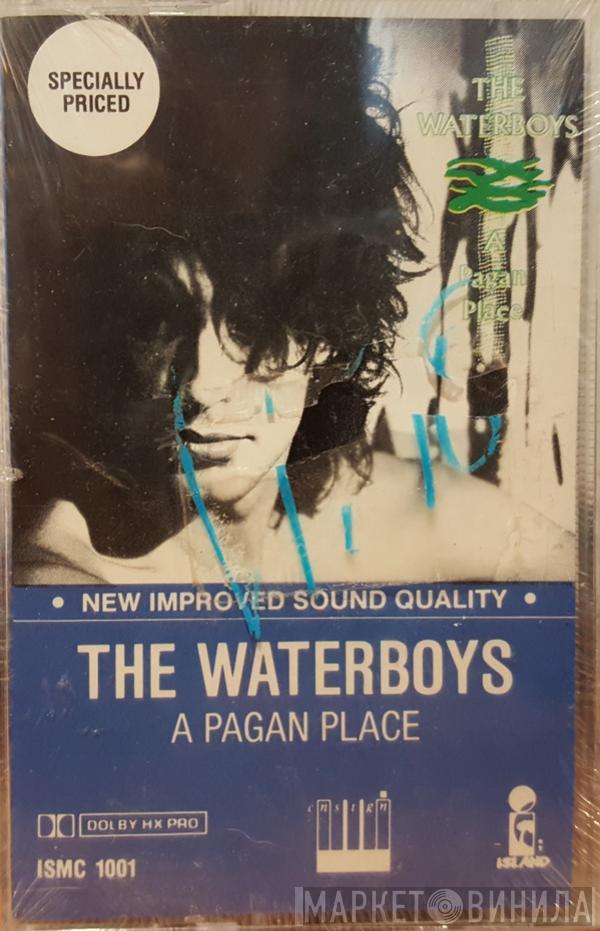 SPECIALLY
PRICED
THE
WATERBOYS
A
Pagan
Place
V.I.P
• NEW IMPROVED SOUND QUALITY •
THE WATERBOYS
A PAGAN PLACE
DOLBY HX PRO
ensign
ISLAND
ISMC 1001
МАРКЕТ ВИНИЛА